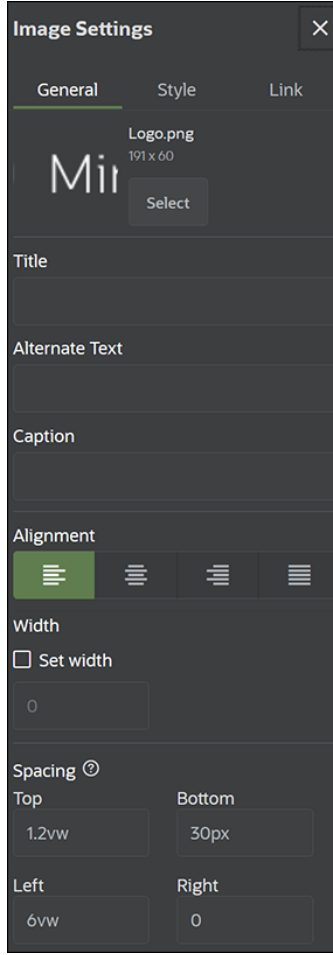 Image Settings
General Style Link
Logo.png
191 x 60
Select
Title
Alternate Text
Caption
Alignment
Width
Set width
0
Spacing
Top Bottom
1.2vw 30px
Left Right
6vw 0